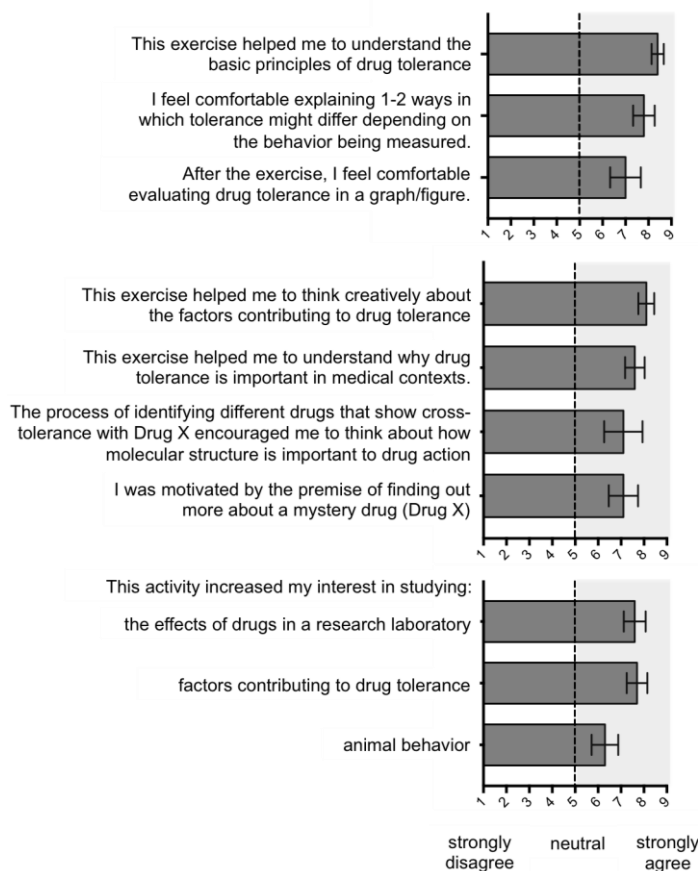 This exercise helped me to understand the
basic principles of drug tolerance
I feel comfortable explaining 1-2 ways in
which tolerance might differ depending on
the behavior being measured.
After the exercise, I feel comfortable
evaluating drug tolerance in a graph/figure.
1 2 3 4 5 6 7 8 9
This exercise helped me to think creatively about
the factors contributing to drug tolerance
This exercise helped me to understand why drug
tolerance is important in medical contexts.
The process of identifying different drugs that show cross-
tolerance with Drug X encouraged me to think about how
molecular structure is important to drug action
I was motivated by the premise of finding out
more about a mystery drug (Drug X)
1 2 3 4 5 6 7 8 9
This activity increased my interest in studying:
the effects of drugs in a research laboratory
factors contributing to drug tolerance
animal behavior
1 2 3 4 5 6 7 8 9
strongly neutral strongly
disagree agree